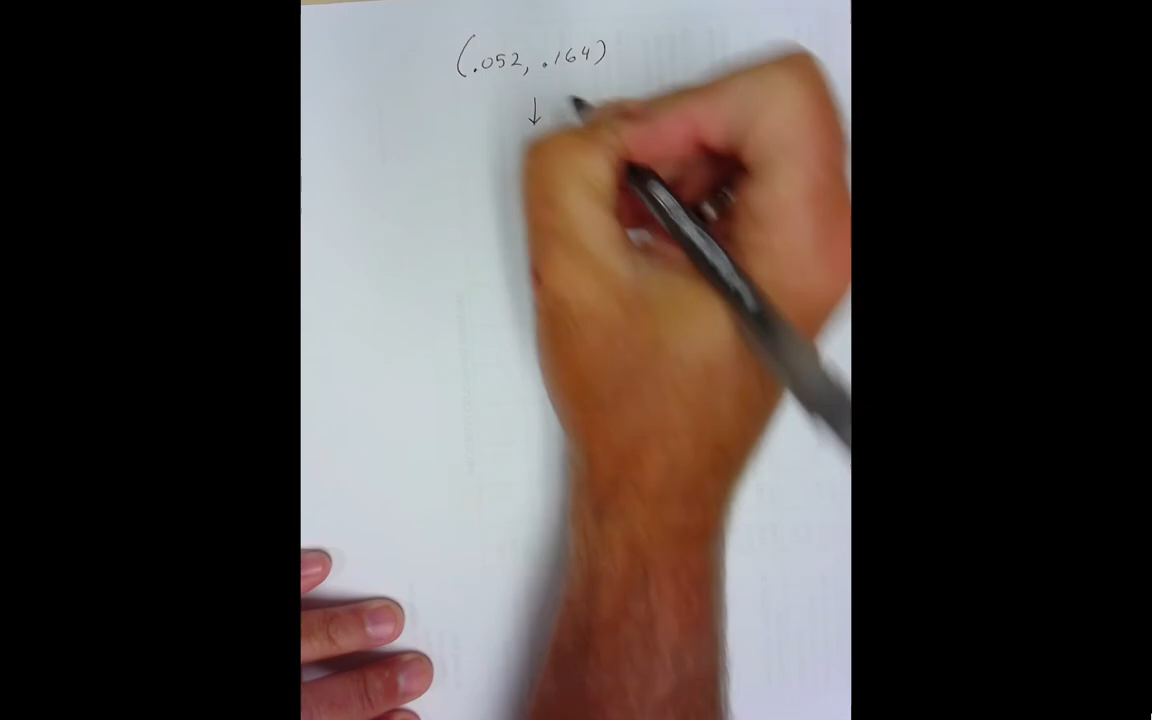 (.052, .164)
↓